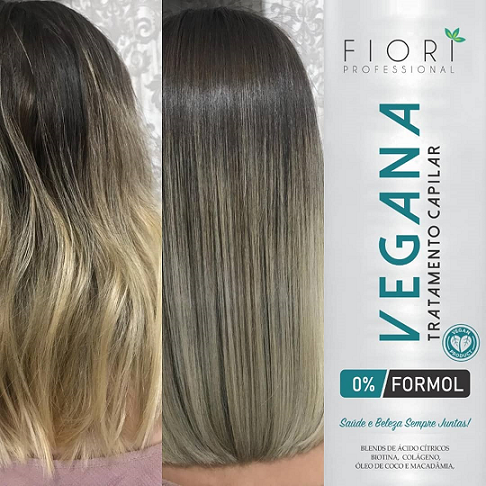 FIORI
PROFESSIONAL
VEGANA
TRATAMENTO CAPILAR
VEGAN
PRODUCT
0% / FORMOL
Saúde e Beleza Sempre Juntas!
BLENDS DE ÁCIDO CÍTRICOS
BIOTINA, COLÁGENO,
ÓLEO DE COCO E MACADÂMIA.